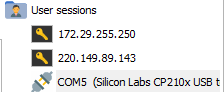 User sessions
172.29.255.250
220.149.89.143
COM5 (Silicon Labs CP210x USB t